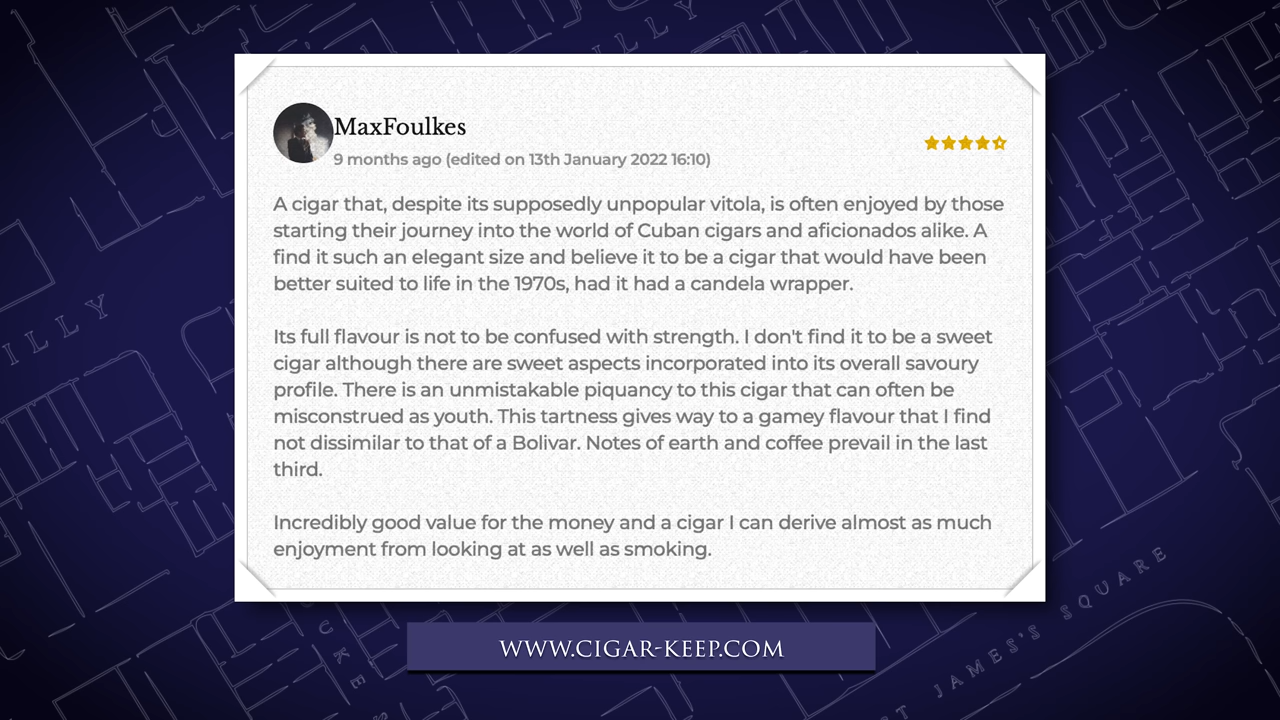 ILLY
MaxFoulkes
9 months ago (edited on 13th January 2022 16:10)
A cigar that, despite its supposedly unpopular vitola, is often enjoyed by those
starting their journey into the world of Cuban cigars and aficionados alike. A
find it such an elegant size and believe it to be a cigar that would have been
better suited to life in the 1970s, had it had a candela wrapper.
Its full flavour is not to be confused with strength. I don't find it to be a sweet
cigar although there are sweet aspects incorporated into its overall savoury
profile. There is an unmistakable piquancy to this cigar that can often be
misconstrued as youth. This tartness gives way to a gamey flavour that I find
not dissimilar to that of a Bolivar. Notes of earth and coffee prevail in the last
third.
Incredibly good value for the money and a cigar I can derive almost as much
enjoyment from looking at as well as smoking.
ILLY
WWW.CIGAR-KEEP.COM
ST JAMES'S SQUARE